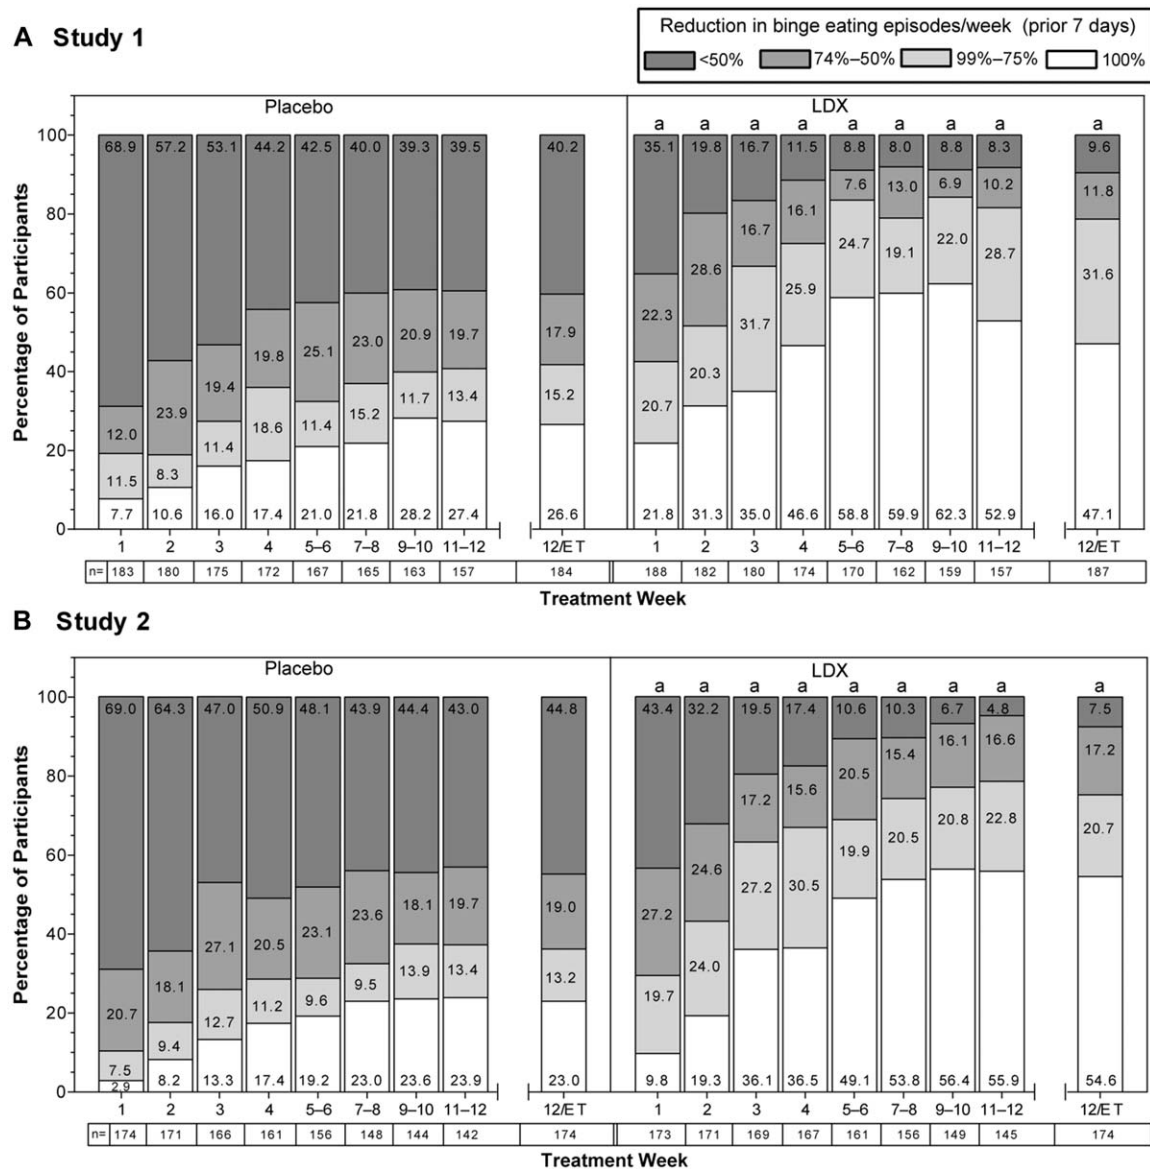 A Study 1
Reduction in binge eating episodes/week (prior 7 days)
<50% 74%–50% 99%–75% 100%
Placebo LDX
a a a a a a a a a
Percentage of Participants
100
80
60
40
20
0
68.9 57.2 53.1 44.2 42.5 40.0 39.3 39.5 40.2 35.1 19.8 16.7 11.5 8.8 8.0 8.8 8.3 9.6
12.0 23.9 19.4 19.8 25.1 23.0 20.9 19.7 17.9 22.3 28.6 16.7 16.1 7.6 13.0 6.9 10.2 11.8
11.5 8.3 11.4 18.6 11.4 15.2 11.7 13.4 15.2 20.7 20.3 31.7 25.9 24.7 19.1 22.0 28.7 31.6
7.7 10.6 16.0 17.4 21.0 21.8 28.2 27.4 26.6 21.8 31.3 35.0 46.6 58.8 59.9 62.3 52.9 47.1
1 2 3 4 5–6 7–8 9–10 11–12 12/ET 1 2 3 4 5–6 7–8 9–10 11–12 12/ET
n= 183 180 175 172 167 165 163 157 184 188 182 180 174 170 162 159 157 187
Treatment Week
B Study 2
Placebo LDX
a a a a a a a a a
Percentage of Participants
100
80
60
40
20
0
69.0 64.3 47.0 50.9 48.1 43.9 44.4 43.0 44.8 43.4 32.2 19.5 17.4 10.6 10.3 6.7 4.8 7.5
20.7 18.1 27.1 20.5 23.1 23.6 18.1 19.7 19.0 27.2 24.6 17.2 15.6 20.5 15.4 16.1 16.6 17.2
7.5 9.4 12.7 11.2 9.6 9.5 13.9 13.4 13.2 19.7 24.0 27.2 30.5 19.9 20.5 20.8 22.8 20.7
2.9 8.2 13.3 17.4 19.2 23.0 23.6 23.9 23.0 9.8 19.3 36.1 36.5 49.1 53.8 56.4 55.9 54.6
1 2 3 4 5–6 7–8 9–10 11–12 12/ET 1 2 3 4 5–6 7–8 9–10 11–12 12/ET
n= 174 171 166 161 156 148 144 142 174 173 171 169 167 161 156 149 145 174
Treatment Week